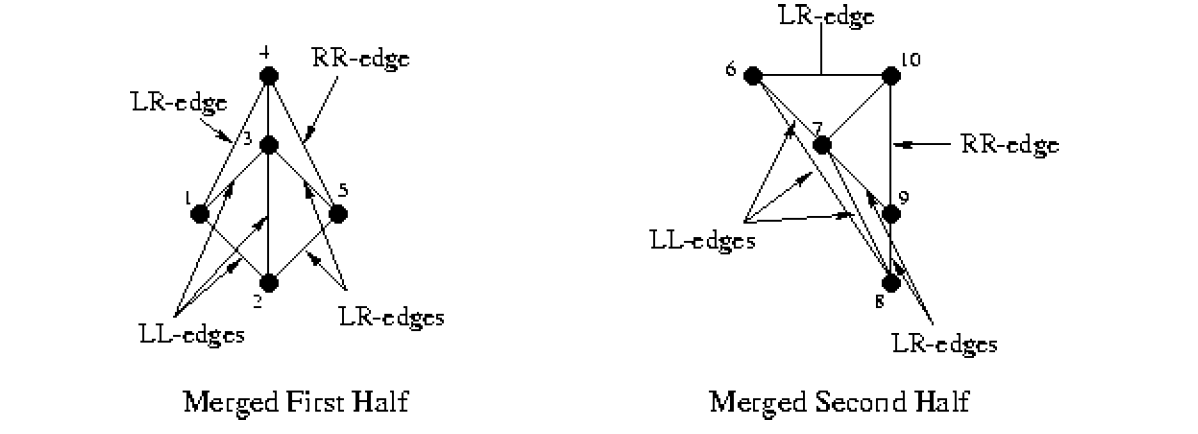 LR-edge
4
RR-edge
6
10
LR-edge
3
7
RR-edge
1
5
9
LL-edges
2
8
LL-edges
LR-edges
LR-edges
Merged First Half
Merged Second Half